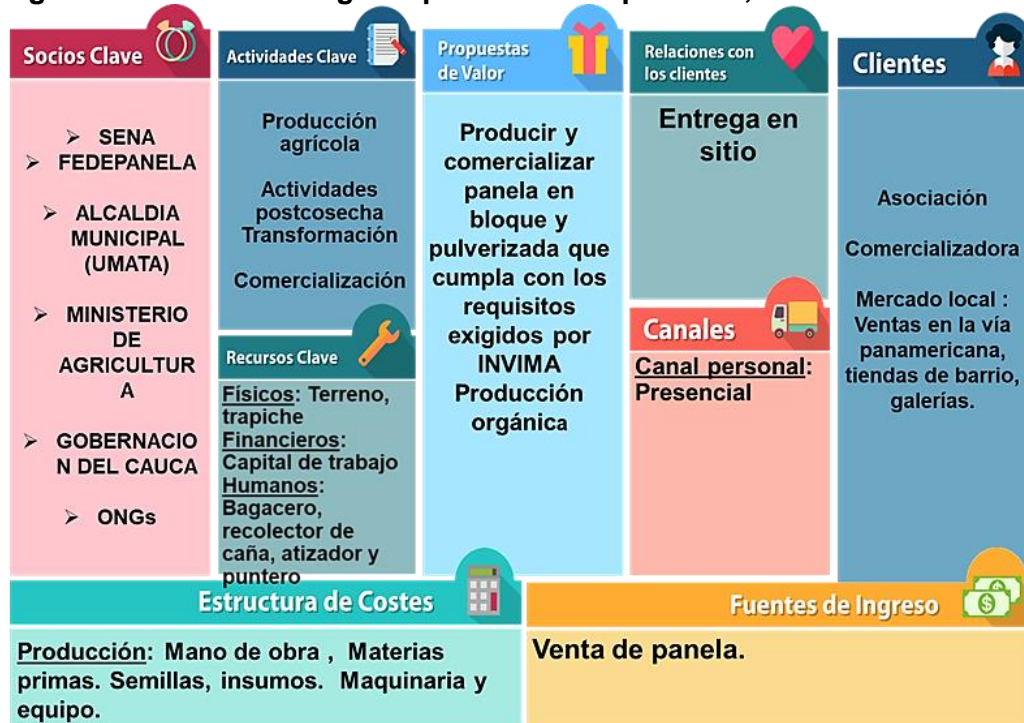 Socios Clave
➢ SENA
➢ FEDEPANELA
➢ ALCALDIA
MUNICIPAL
(UMATA)
➢ MINISTERIO
DE
AGRICULTUR
A
➢ GOBERNACIO
N DEL CAUCA
➢ ONGs
Actividades Clave
Producción
agrícola
Actividades
postcosecha
Transformación
Comercialización
Recursos Clave
Físicos: Terreno,
trapiche
Financieros:
Capital de trabajo
Humanos:
Bagacero,
recolector de
caña, atizador y
puntero
Propuestas
de Valor
Producir y
comercializar
panela en
bloque y
pulverizada que
cumpla con los
requisitos
exigidos por
INVIMA
Producción
orgánica
Relaciones con
los clientes
Entrega en
sitio
Canales
Canal personal:
Presencial
Clientes
Asociación
Comercializadora
Mercado local :
Ventas en la vía
panamericana,
tiendas de barrio,
galerías.
Estructura de Costes
Producción: Mano de obra , Materias
primas. Semillas, insumos. Maquinaria y
equipo.
Fuentes de Ingreso
Venta de panela.